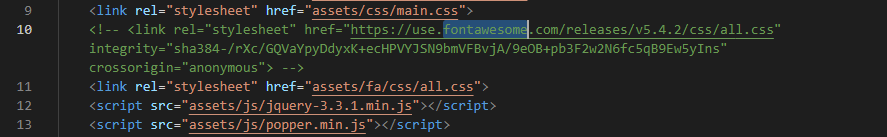 9 <link rel="stylesheet" href="assets/css/main.css">
10 <!-- <link rel="stylesheet" href="https://use.fontawesome.com/releases/v5.4.2/css/all.css"
integrity="sha384-/rXc/GQVaYpyDdyxK+ecHPVYJSN9bmVFBvjA/9eOB+pb3F2w2N6fc5qB9Ew5yIns"
crossorigin="anonymous"> -->
11 <link rel="stylesheet" href="assets/fa/css/all.css">
12 <script src="assets/js/jquery-3.3.1.min.js"></script>
13 <script src="assets/js/popper.min.js"></script>